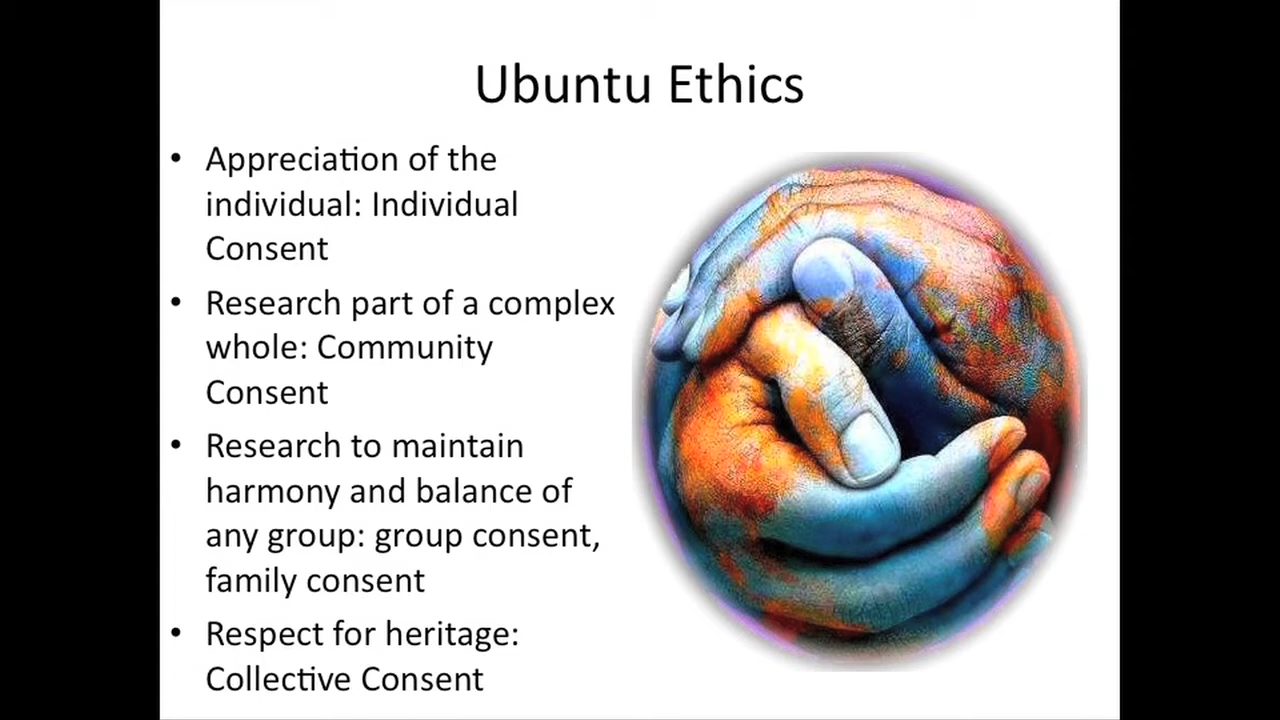 Ubuntu Ethics
• Appreciation of the
individual: Individual
Consent
• Research part of a complex
whole: Community
Consent
• Research to maintain
harmony and balance of
any group: group consent,
family consent
• Respect for heritage:
Collective Consent